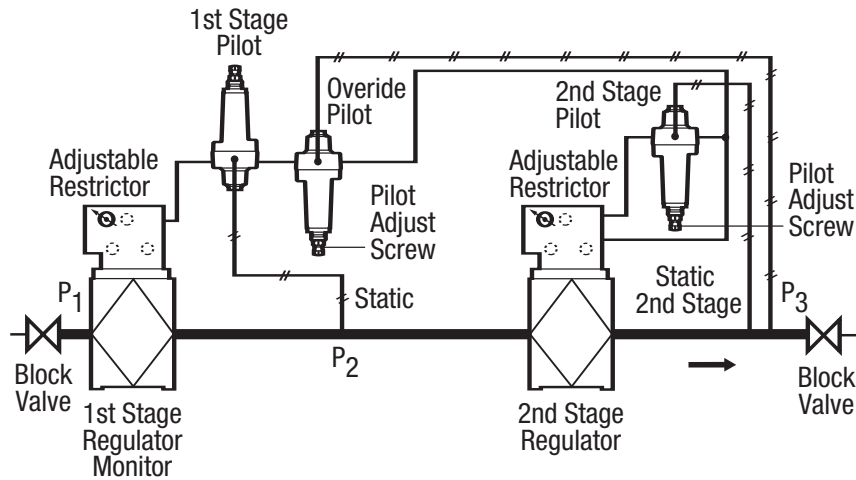 1st Stage
Pilot
Overide
Pilot
2nd Stage
Pilot
Adjustable
Restrictor
Pilot
Adjust
Screw
Adjustable
Restrictor
Pilot
Adjust
Screw
P1
Static
Static
2nd Stage
P3
P2
Block
Valve
1st Stage
Regulator
Monitor
2nd Stage
Regulator
Block
Valve